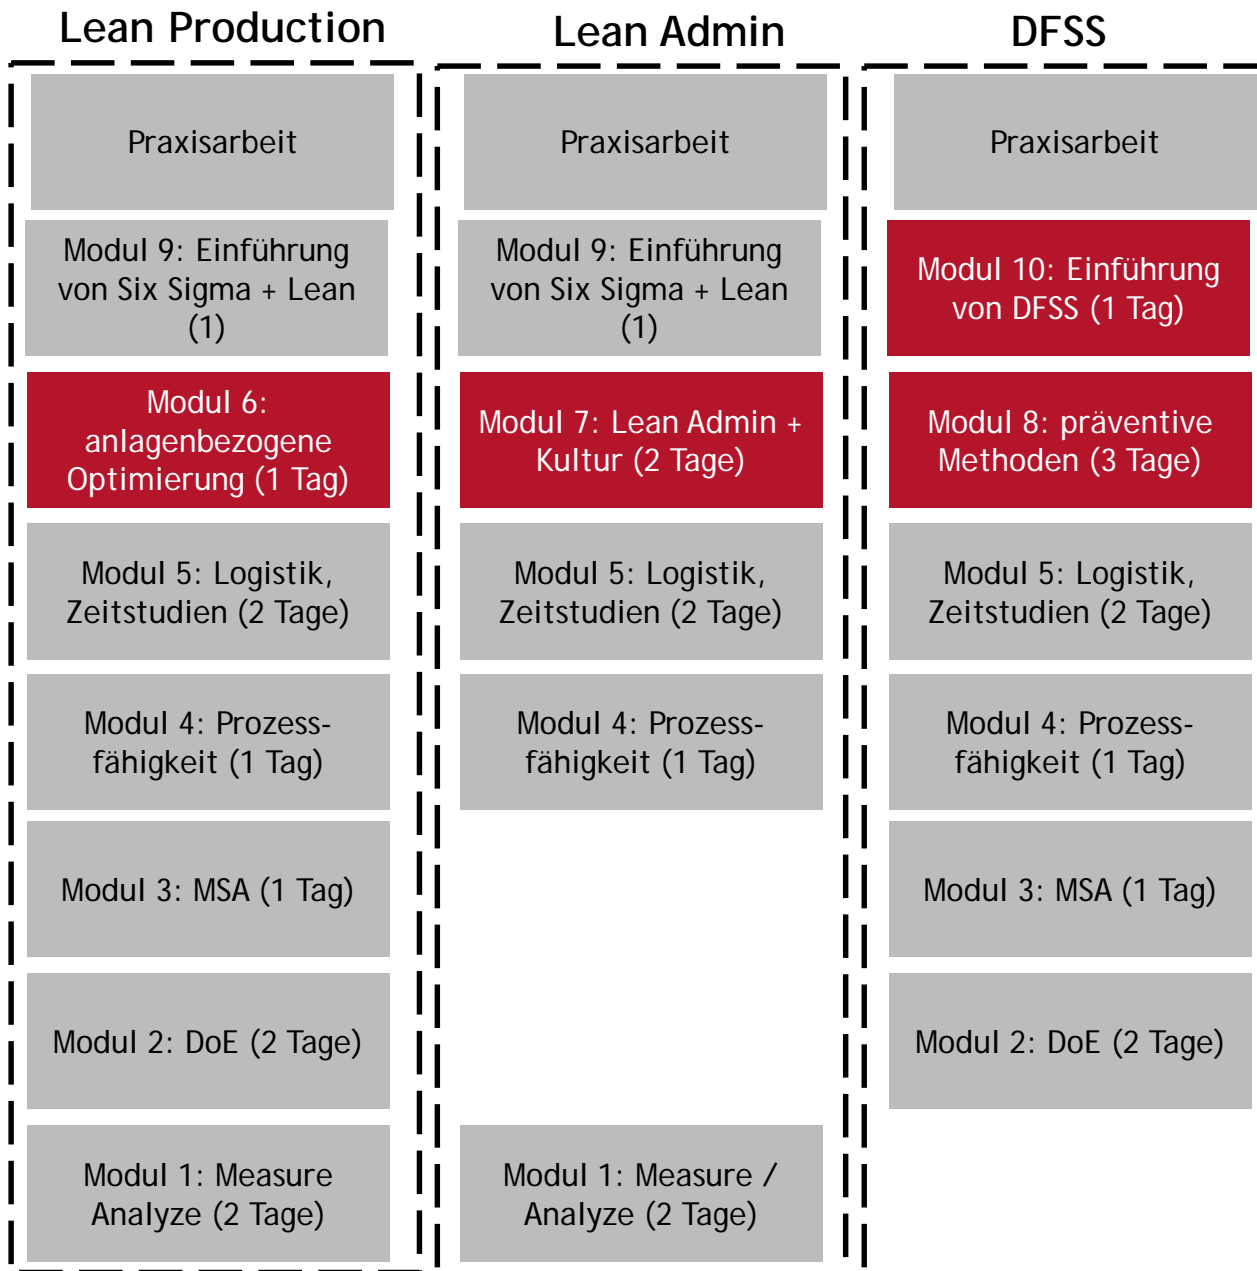 Lean Production
Praxisarbeit
Modul 9: Einführung
von Six Sigma + Lean
(1)
Modul 6:
anlagenbezogene
Optimierung (1 Tag)
Modul 5: Logistik,
Zeitstudien (2 Tage)
Modul 4: Prozess-
fähigkeit (1 Tag)
Modul 3: MSA (1 Tag)
Modul 2: DoE (2 Tage)
Modul 1: Measure
Analyze (2 Tage)
Lean Admin
Praxisarbeit
Modul 9: Einführung
von Six Sigma + Lean
(1)
Modul 7: Lean Admin +
Kultur (2 Tage)
Modul 5: Logistik,
Zeitstudien (2 Tage)
Modul 4: Prozess-
fähigkeit (1 Tag)
Modul 1: Measure /
Analyze (2 Tage)
DFSS
Praxisarbeit
Modul 10: Einführung
von DFSS (1 Tag)
Modul 8: präventive
Methoden (3 Tage)
Modul 5: Logistik,
Zeitstudien (2 Tage)
Modul 4: Prozess-
fähigkeit (1 Tag)
Modul 3: MSA (1 Tag)
Modul 2: DoE (2 Tage)